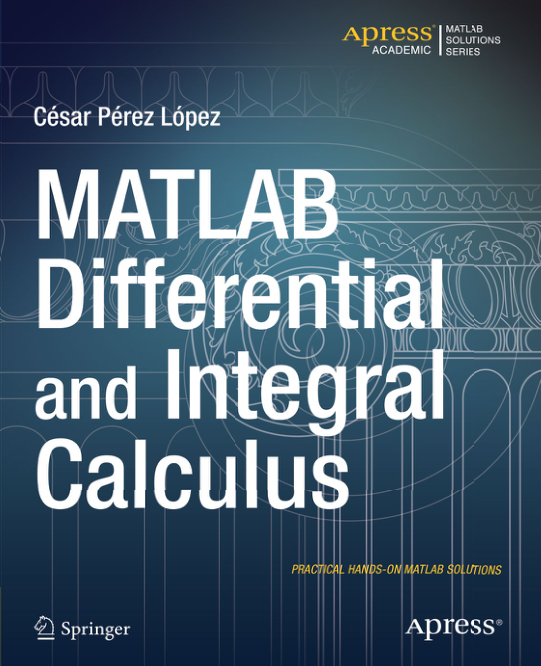 Apress®
ACADEMIC
MATLAB
SOLUTIONS
SERIES
César Pérez López
MATLAB
Differential
and Integral
Calculus
PRACTICAL HANDS-ON MATLAB SOLUTIONS
Springer
Apress®